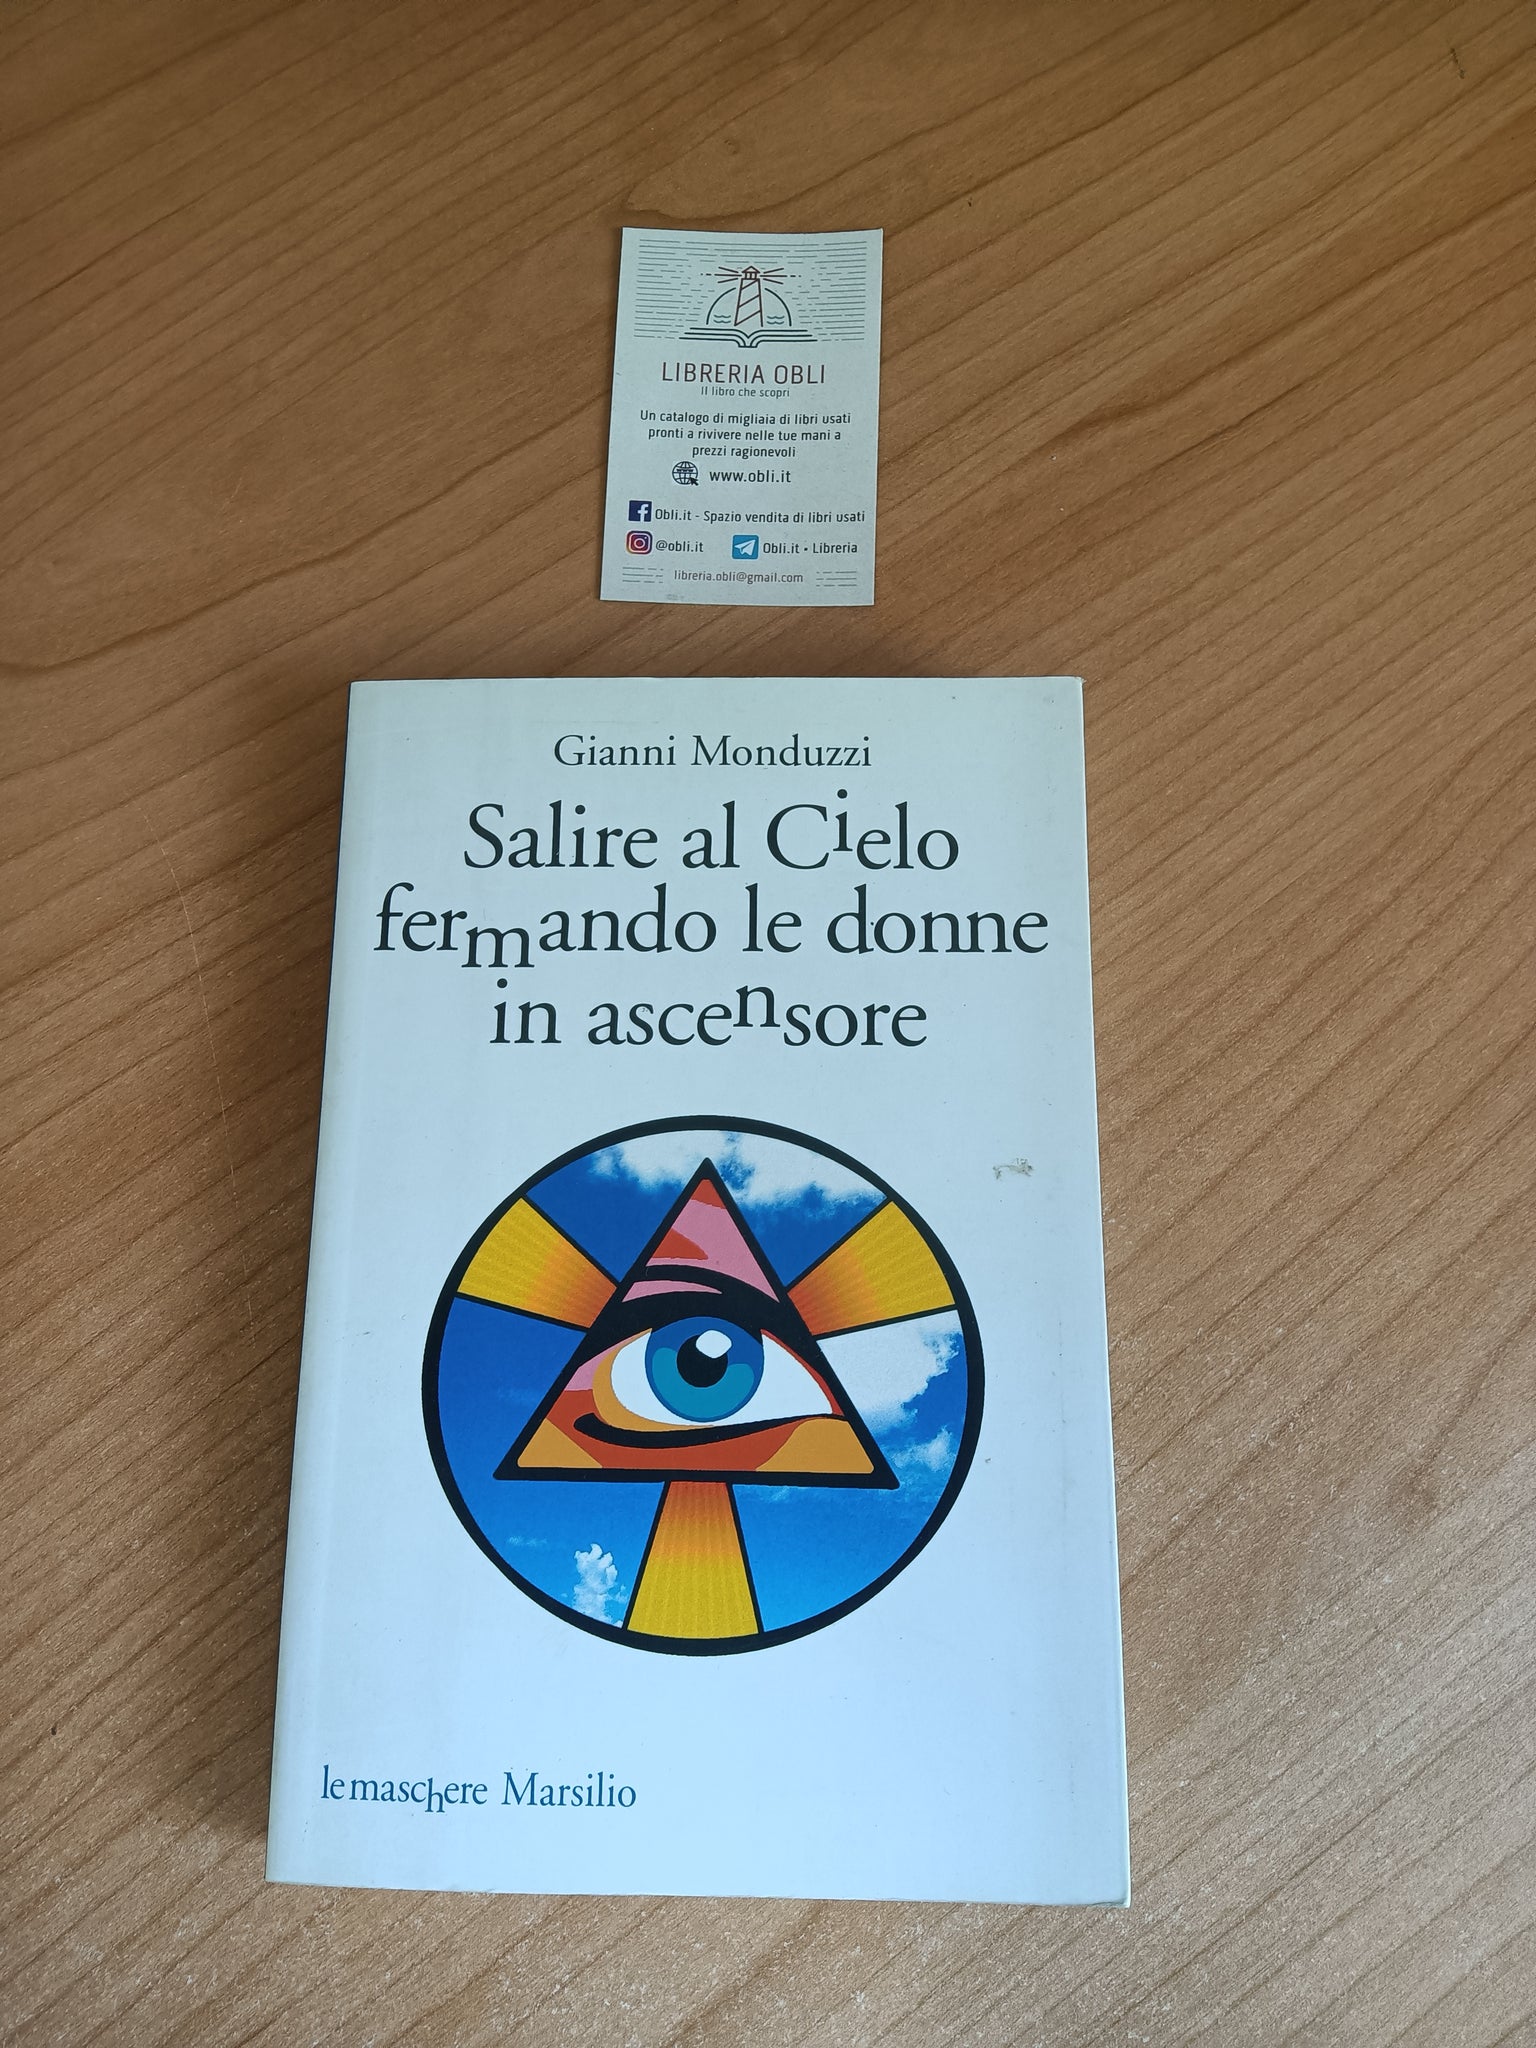 LIBRERIA OBLI
Il libro che scopri
Un catalogo di migliaia di libri usati
pronti a rivivere nelle tue mani a
prezzi ragionevoli
www.obli.it
Obli.it - Spazio vendita di libri usati
@obli.it Obli.it • Libreria
libreria.obli@gmail.com
Gianni Monduzzi
Salire al Cielo
fermando le donne
in ascensore
le maschere Marsilio